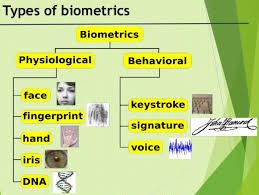 Types of biometrics
Biometrics
Physiological
Behavioral
face
fingerprint
hand
iris
DNA
keystroke
signature
voice